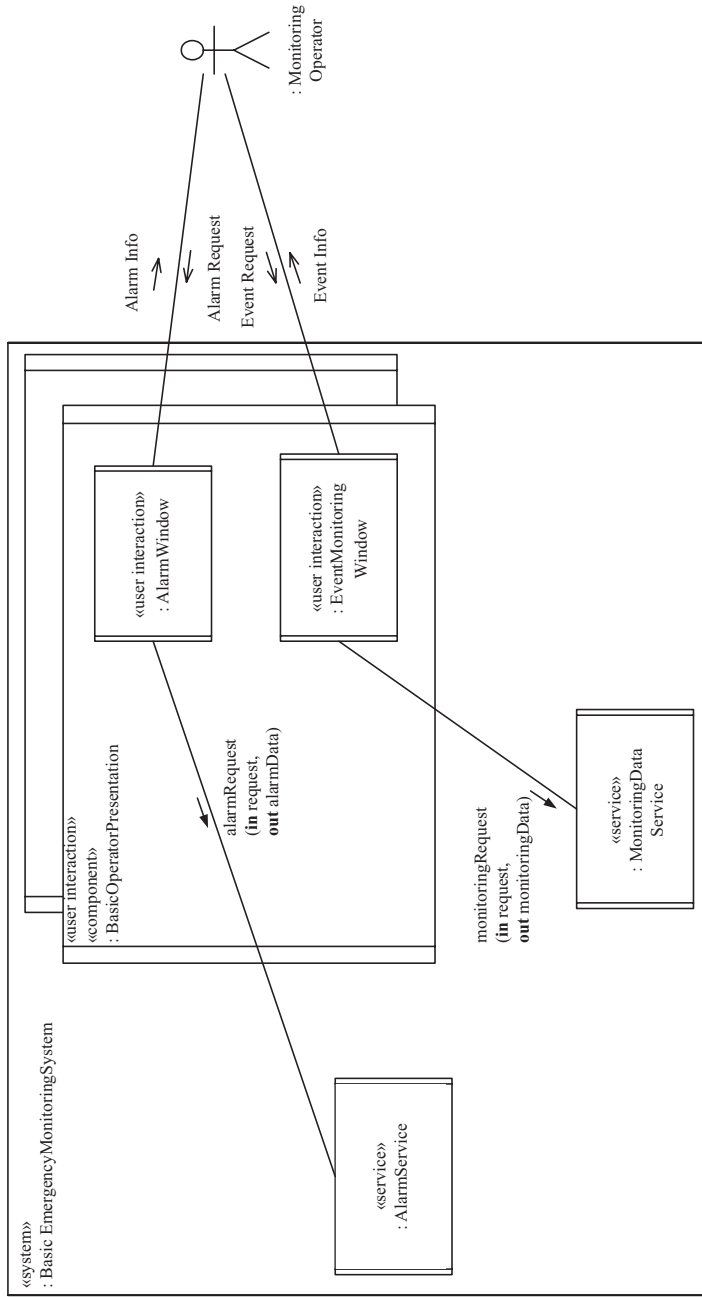 «system»
: Basic EmergencyMonitoringSystem
«user interaction»
«component»
: BasicOperatorPresentation
«user interaction»
: AlarmWindow
«user interaction»
: EventMonitoring
Window
Alarm Info
Alarm Request
Event Request
Event Info
: Monitoring
Operator
alarmRequest
(in request,
out alarmData)
monitoringRequest
(in request,
out monitoringData)
«service»
: AlarmService
«service»
: MonitoringData
Service